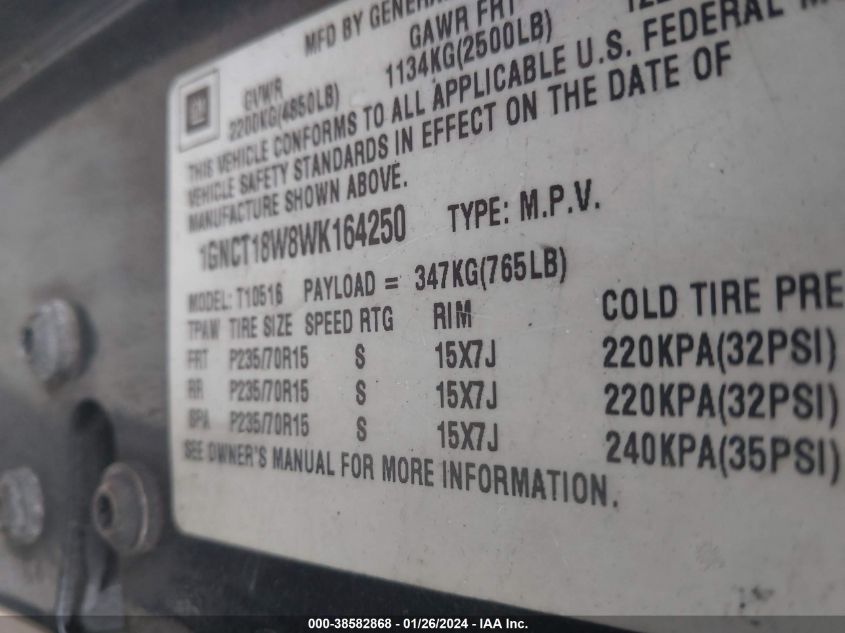 MFD BY GENERA
GM
GVWR GAWR FRT
2200KG(4850LB) 1134KG(2500LB)
THIS VEHICLE CONFORMS TO ALL APPLICABLE U.S. FEDERAL M
VEHICLE SAFETY STANDARDS IN EFFECT ON THE DATE OF
MANUFACTURE SHOWN ABOVE.
1GNCT18W8WK164250 TYPE: M.P.V.
MODEL: T10516 PAYLOAD = 347KG(765LB)
TPAW TIRE SIZE SPEED RTG RIM COLD TIRE PRE
FRT P235/70R15 S 15X7J 220KPA(32PSI)
RR P235/70R15 S 15X7J 220KPA(32PSI)
SPA P235/70R15 S 15X7J 240KPA(35PSI)
SEE OWNER'S MANUAL FOR MORE INFORMATION.
000-38582868 - 01/26/2024 - IAA Inc.